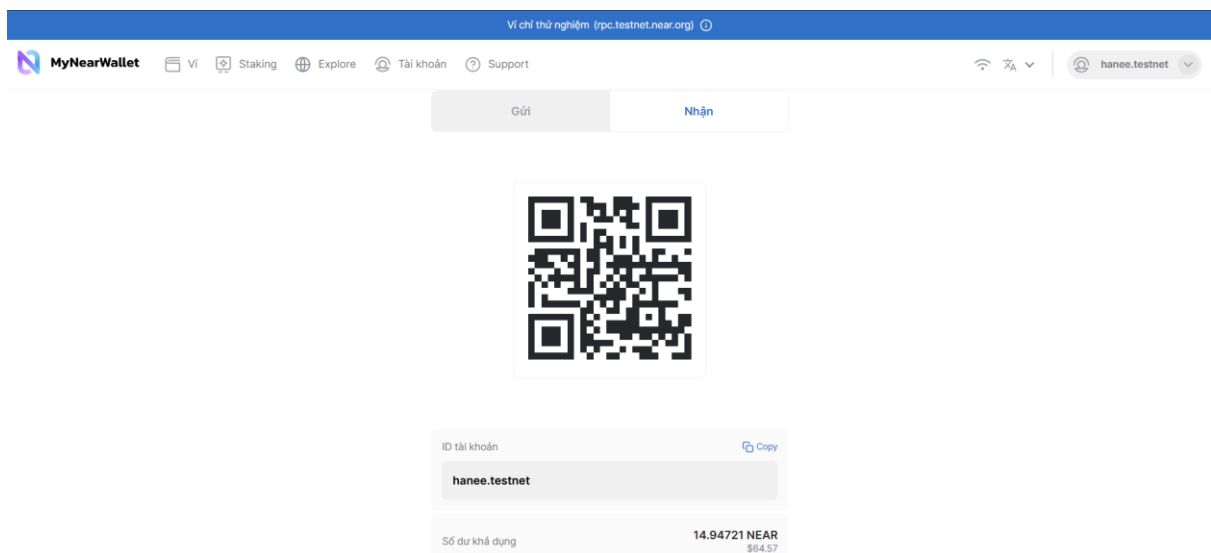 Ví chỉ thử nghiệm (rpc.testnet.near.org)
MyNearWallet Ví Staking Explore Tài khoản Support hanee.testnet
Gửi Nhận
ID tài khoản Copy
hanee.testnet
Số dư khả dụng 14.94721 NEAR
$64.57